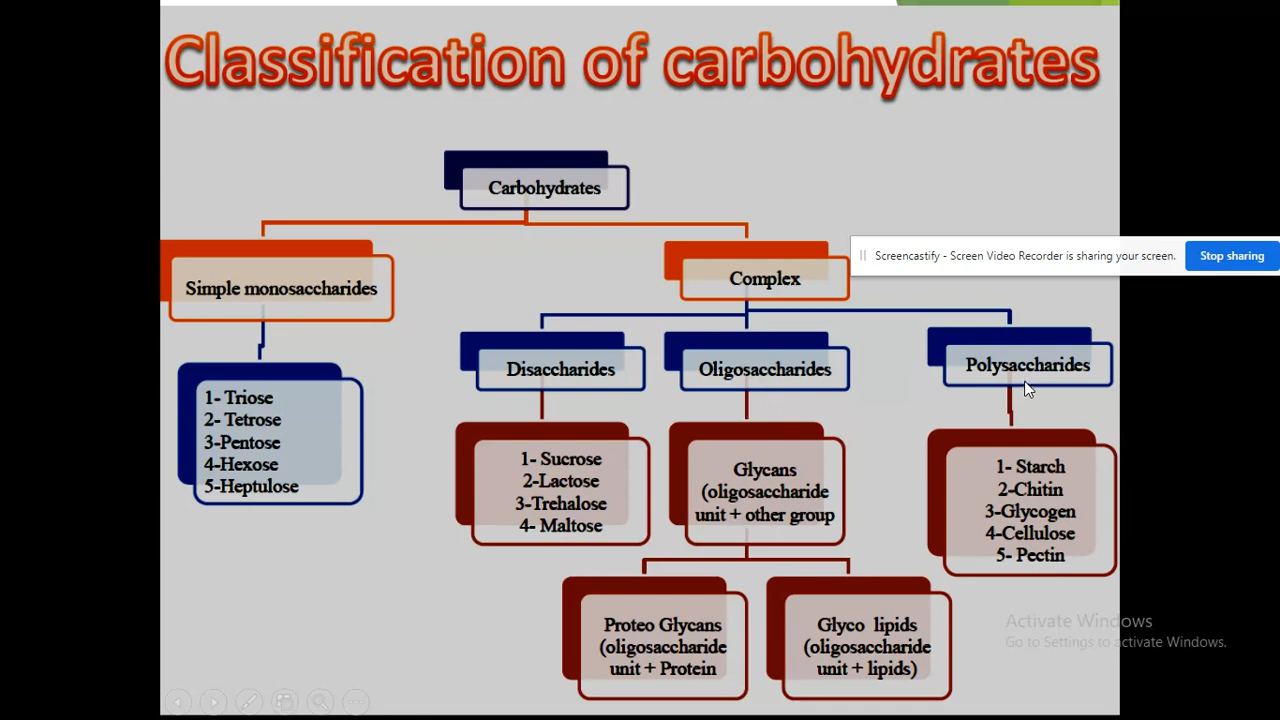 Classification of carbohydrates
Carbohydrates
Simple monosaccharides
Complex
Screencastify - Screen Video Recorder is sharing your screen.
Stop sharing
Disaccharides
Oligosaccharides
Polysaccharides
1- Triose
2- Tetrose
3-Pentose
4-Hexose
5-Heptulose
1- Sucrose
2-Lactose
3-Trehalose
4- Maltose
Glycans
(oligosaccharide
unit + other group
1- Starch
2-Chitin
3-Glycogen
4-Cellulose
5- Pectin
Proteo Glycans
(oligosaccharide
unit + Protein
Glyco lipids
(oligosaccharide
unit + lipids)
Activate Windows
Go to Settings to activate Windows.